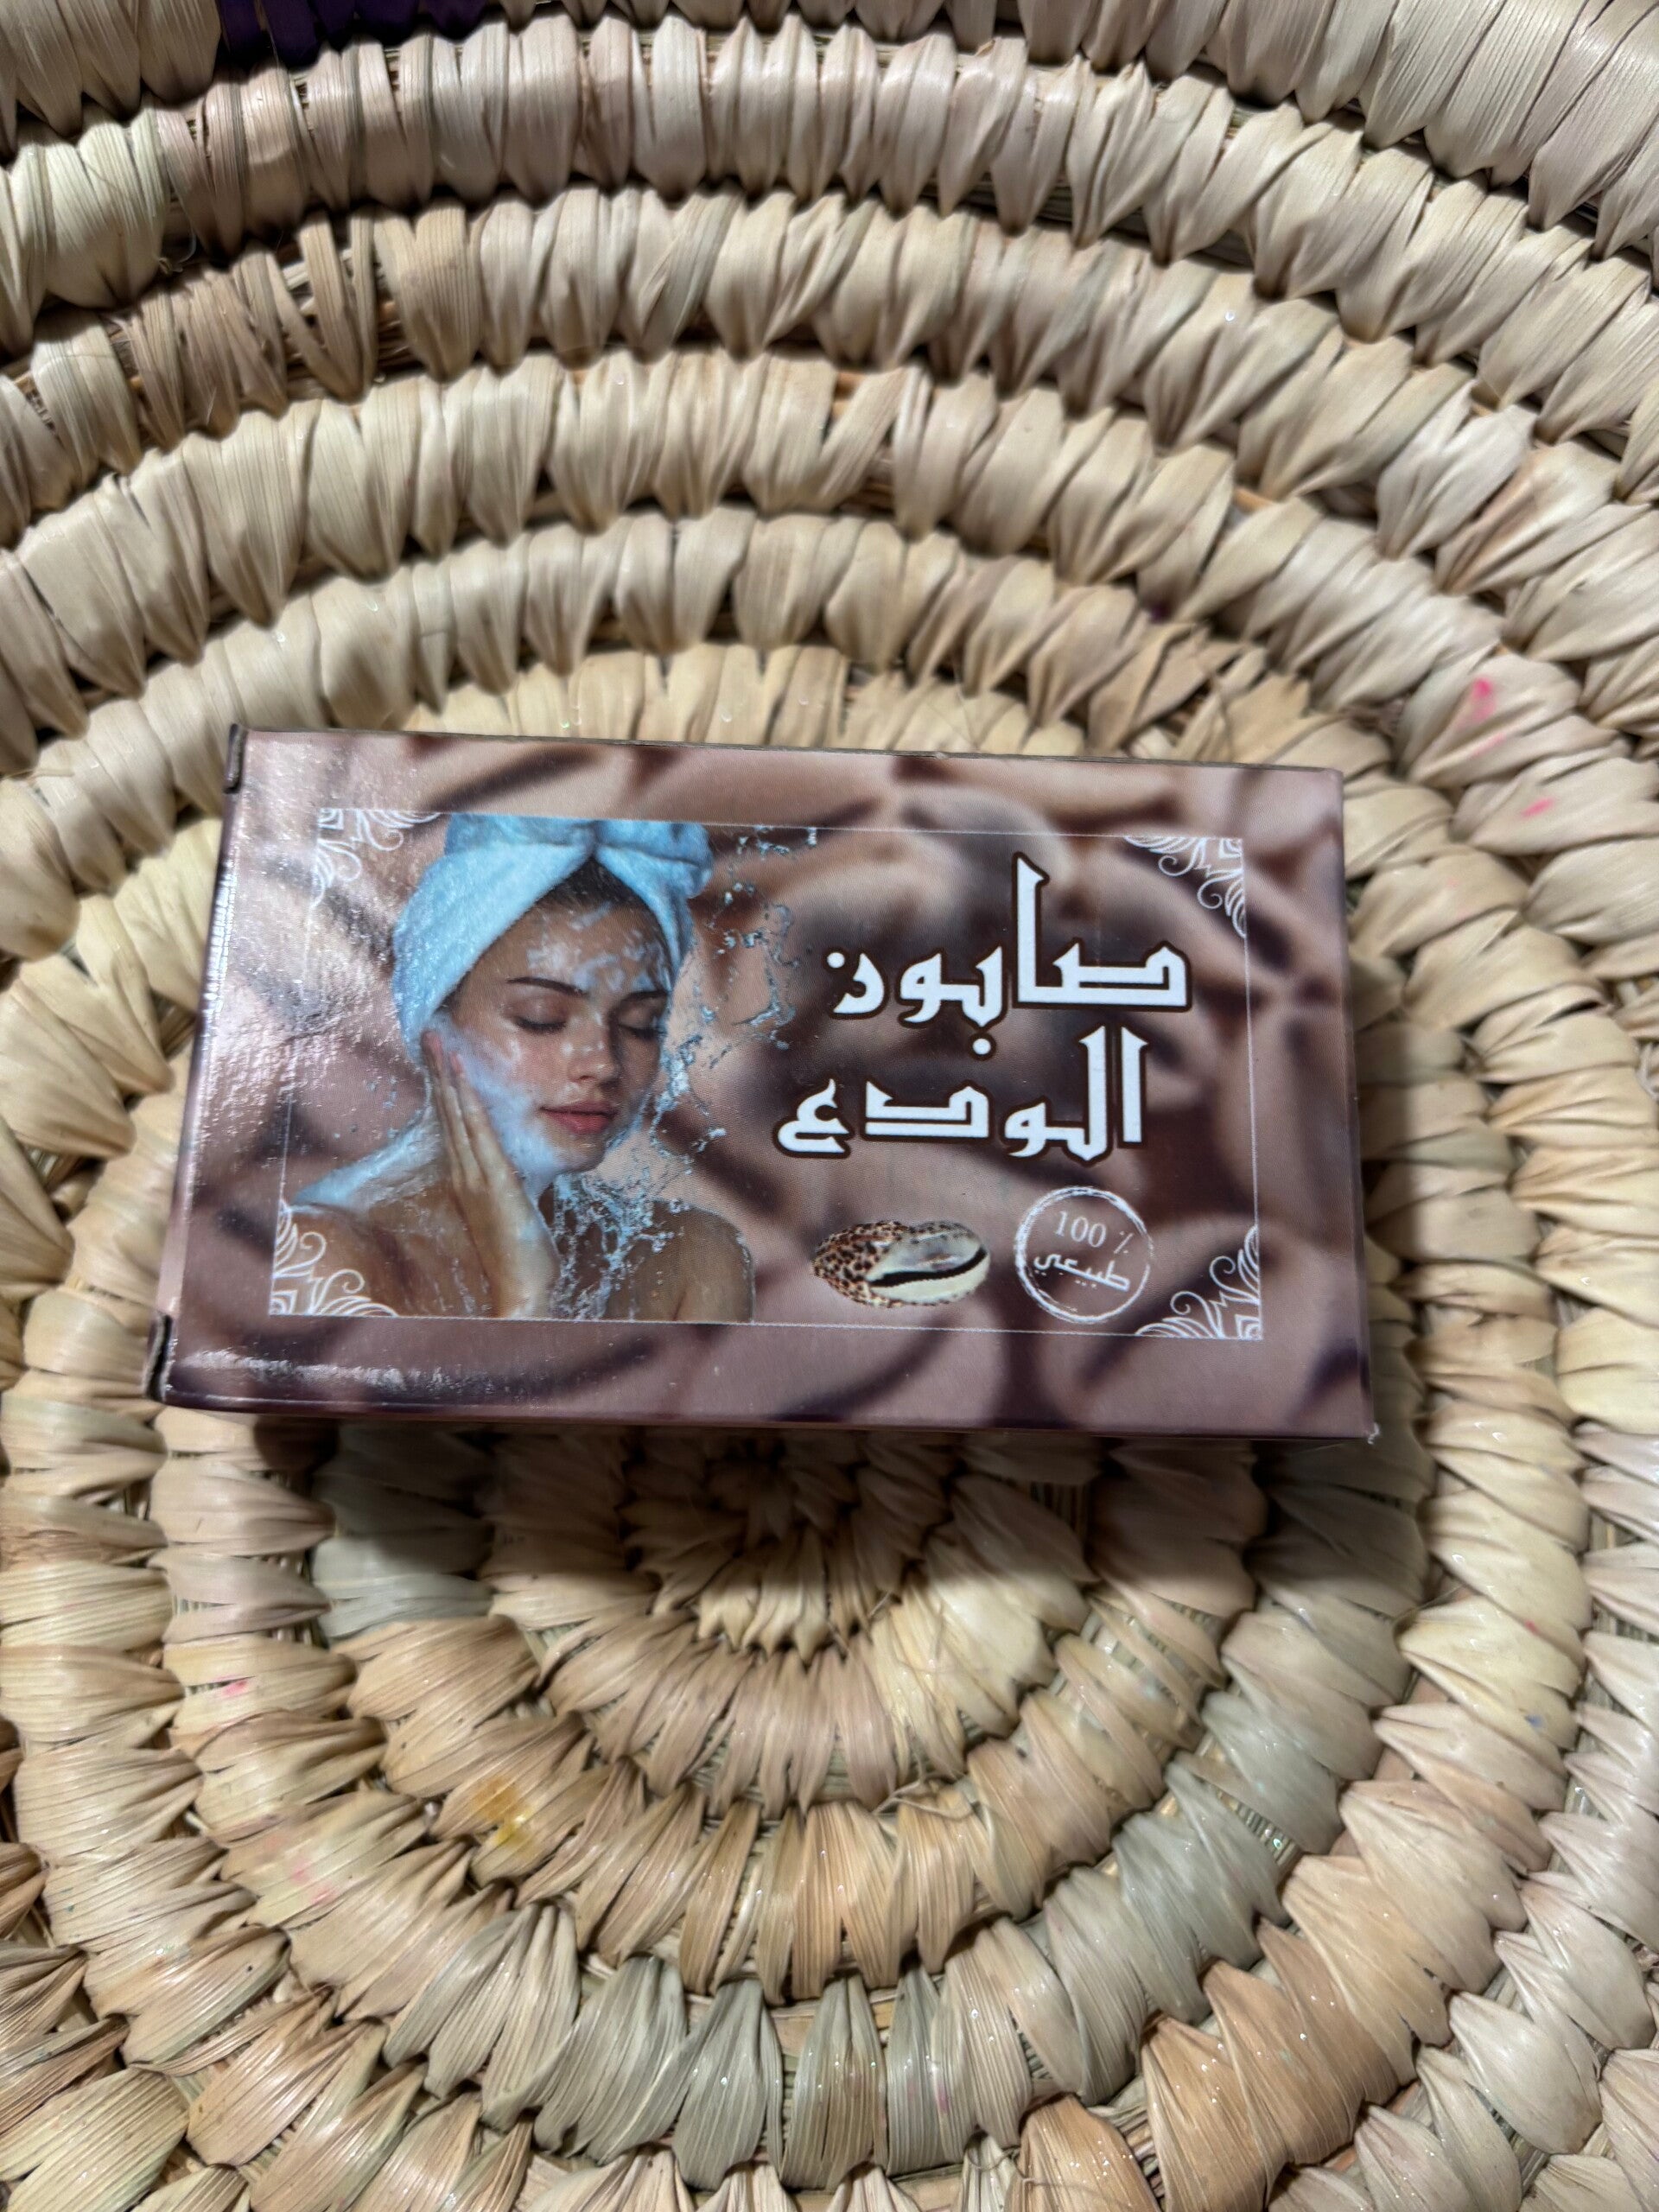 صابون
الودع
100 ٪
طبيعي